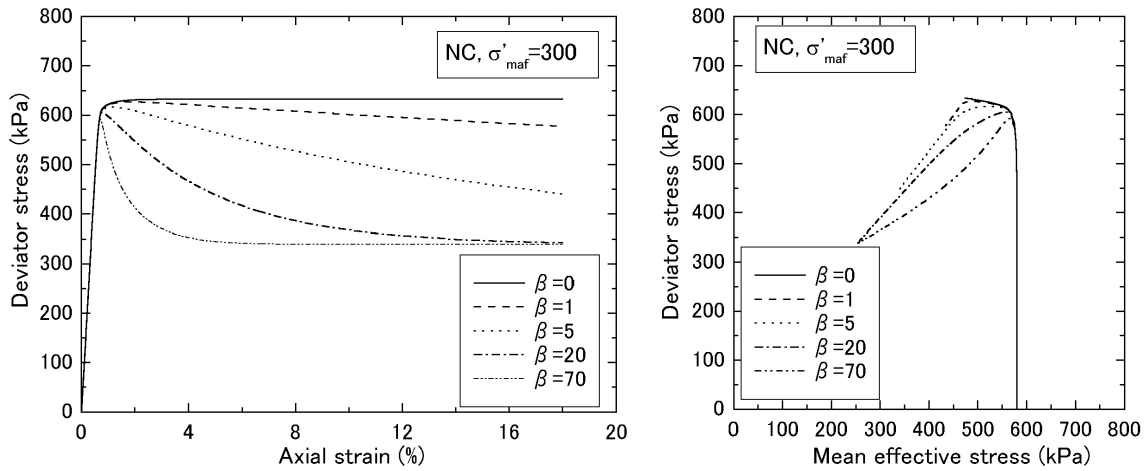 800
700
600
500
400
300
200
100
0
Deviator stress (kPa)
NC, σ'maf=300
β=0
β=1
β=5
β=20
β=70
0 4 8 12 16 20
Axial strain (%)
800
700
600
500
400
300
200
100
0
Deviator stress (kPa)
NC, σ'maf=300
β=0
β=1
β=5
β=20
β=70
0 100 200 300 400 500 600 700 800
Mean effective stress (kPa)